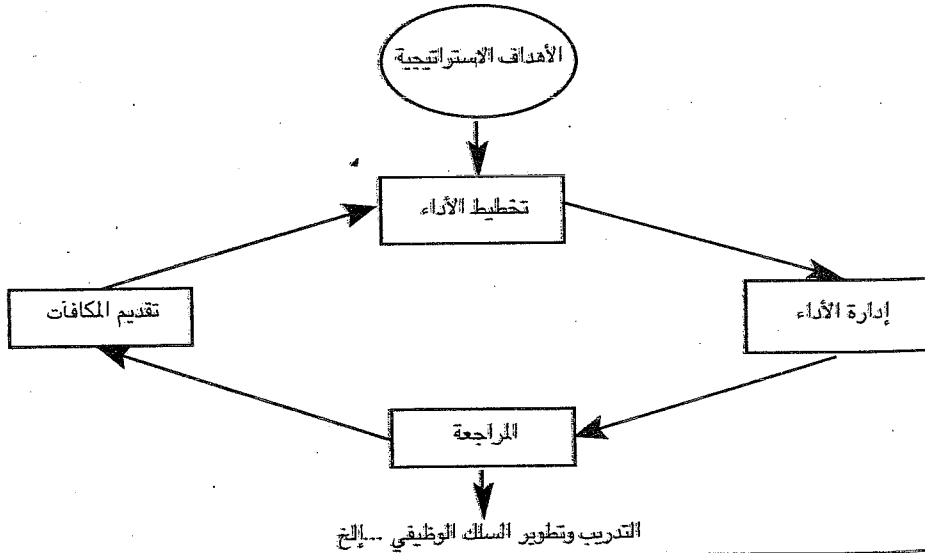 الأهداف الاستراتيجية
تخطيط الأداء
إدارة الأداء
تقديم المكافآت
المراجعة
التدريب وتطوير السلك الوظيفي ...إلخ